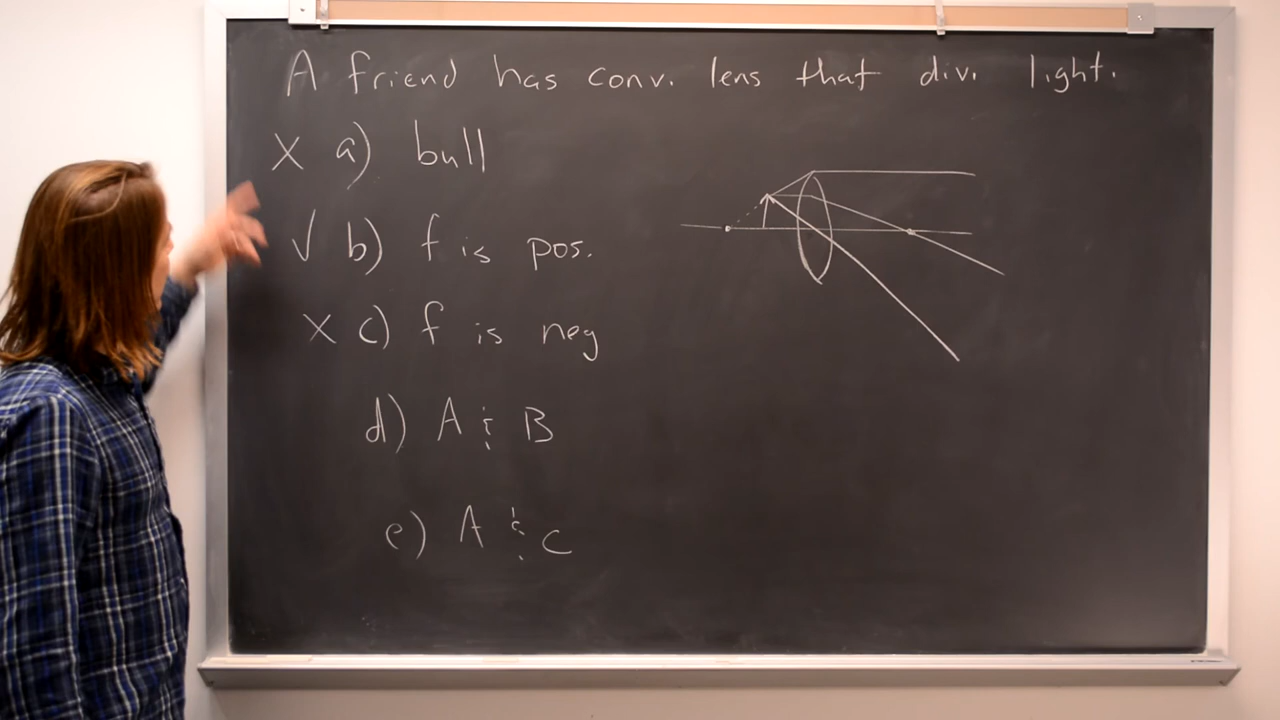 A friend has conv. lens that div. light.
X a) bull
✓ b) f is pos.
X c) f is neg
d) A & B
e) A & C